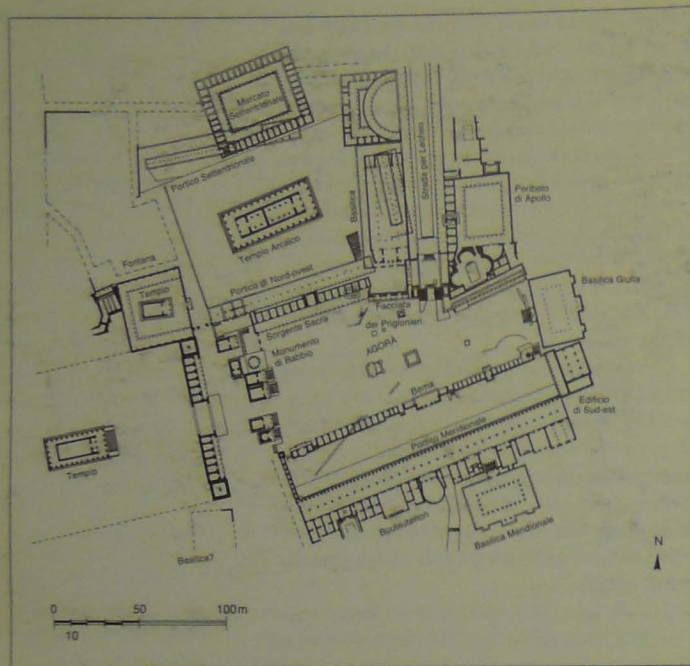 Mercato
Settentrionale
Portico Settentrionale
Strada per Lecheo
Peribolo
di Apollo
Basilica
Tempio Arcaico
Fontana
Tempio
Portico di Nord-ovest
Basilica Giulia
Sorgente Sacra
Facciata
dei Prigionieri
Monumento
di Babbio
AGORÀ
Bema
Edificio
di Sud-est
Portico Meridionale
Tempio
Bouleuterion
Basilica Meridionale
Basilica?
N
0 50 100 m
10